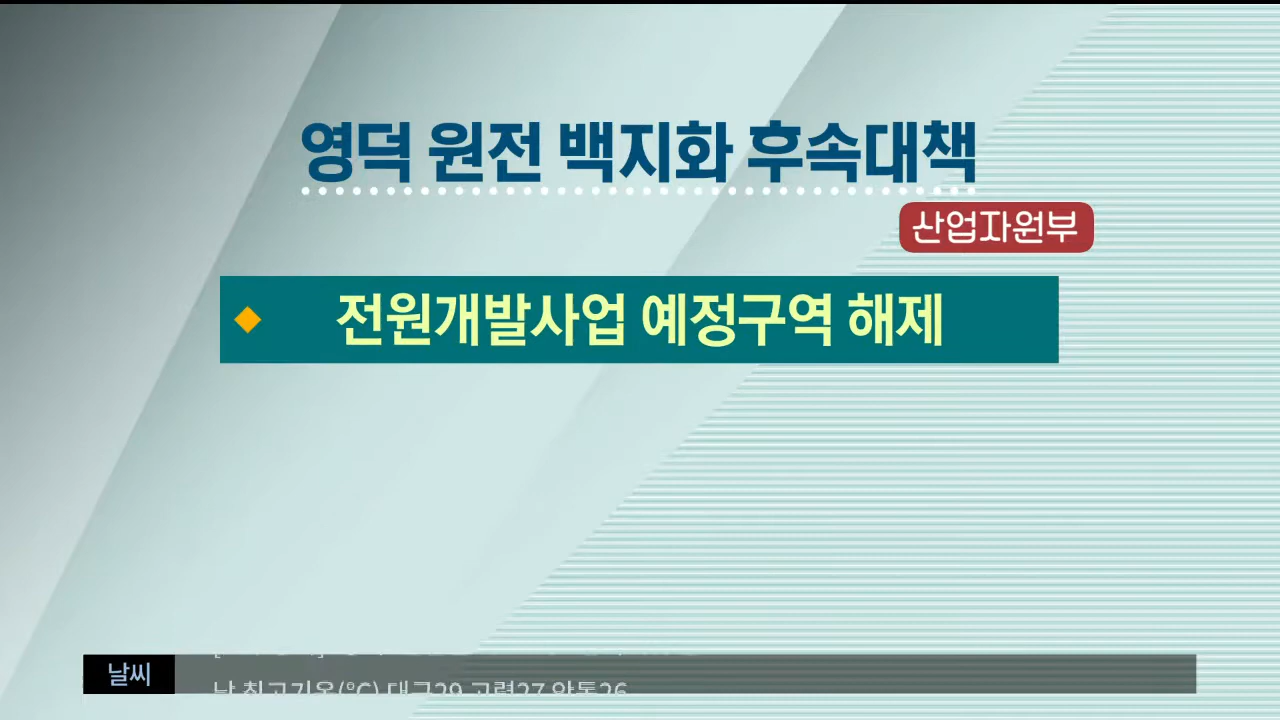 영덕 원전 백지화 후속대책
산업자원부
전원개발사업 예정구역 해제
날씨
낮 최고기온(℃) 대구29 고령27 안동26